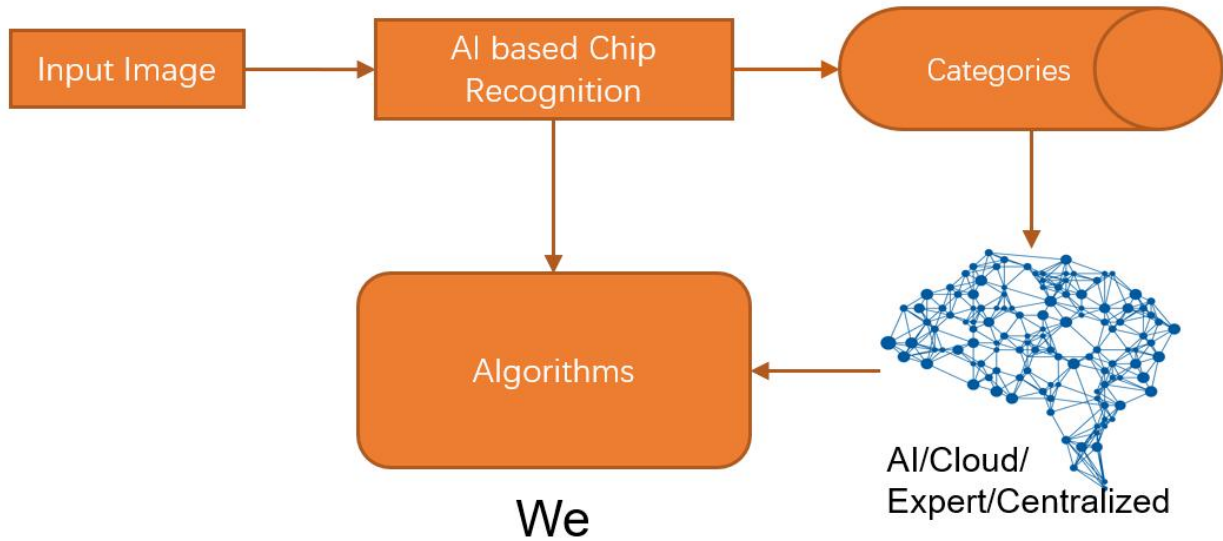 Input Image
AI based Chip
Recognition
Categories
Algorithms
AI/Cloud/
Expert/Centralized
We